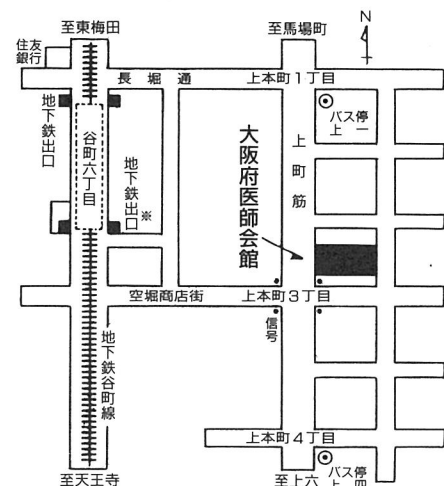 至東梅田
至馬場町
N
住友
銀行
長堀通
上本町1丁目
地下鉄出口
谷町六丁目
地下鉄出口
※
バス停
上一
上町筋
大阪府医師会館
空堀商店街
上本町3丁目
信号
地下鉄谷町線
上本町4丁目
至天王寺
至上六
バス停
上四